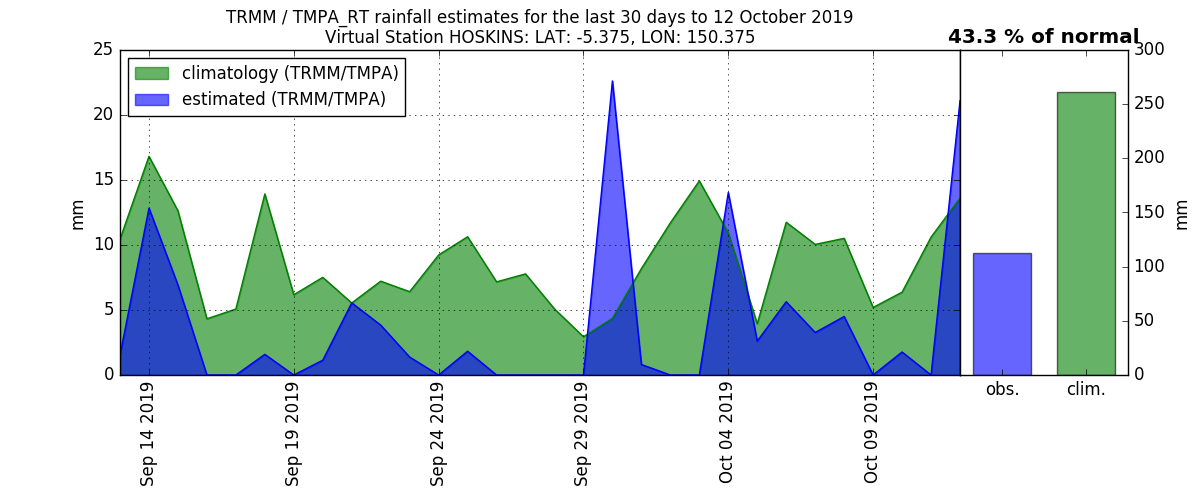 TRMM / TMPA_RT rainfall estimates for the last 30 days to 12 October 2019
Virtual Station HOSKINS: LAT: -5.375, LON: 150.375
43.3 % of normal
climatology (TRMM/TMPA)
estimated (TRMM/TMPA)
25
20
15
10
5
0
mm
Sep 14 2019
Sep 19 2019
Sep 24 2019
Sep 29 2019
Oct 04 2019
Oct 09 2019
obs.
clim.
300
250
200
150
100
50
0
mm